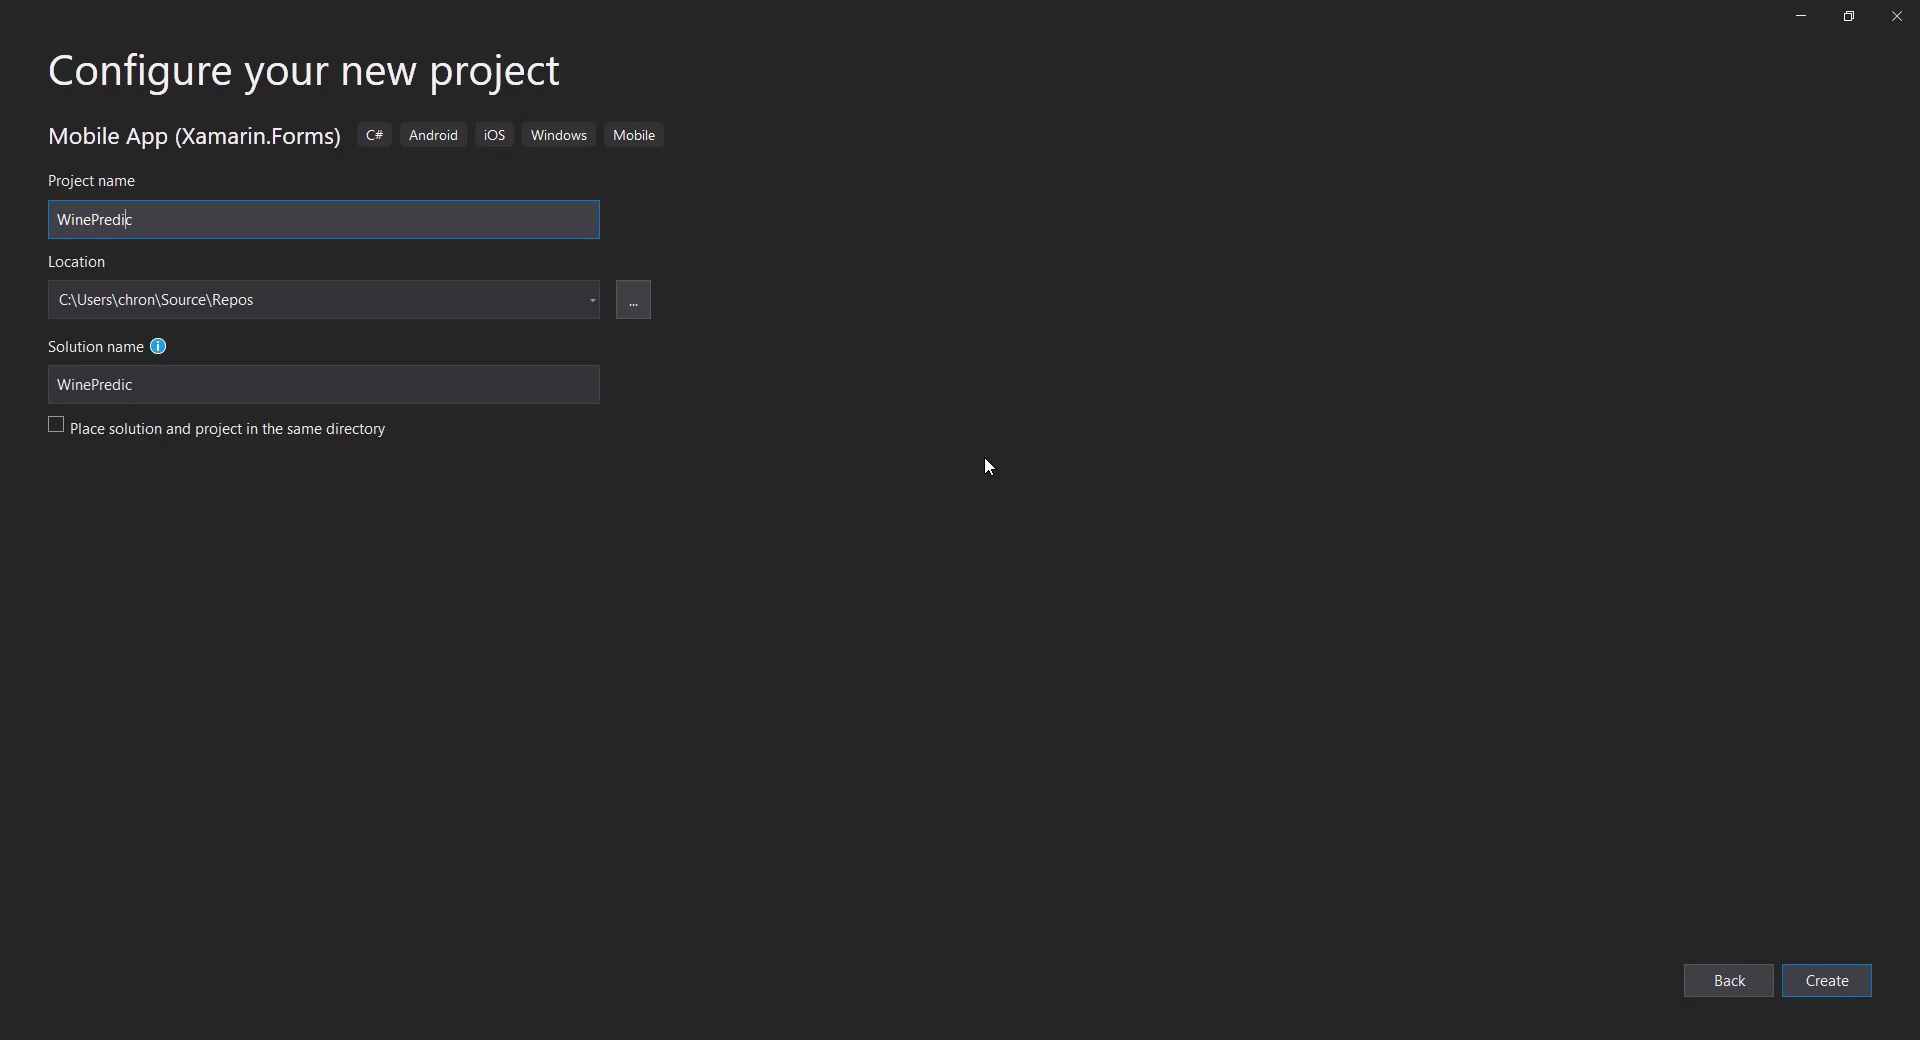 Configure your new project
Mobile App (Xamarin.Forms) C# Android iOS Windows Mobile
Project name
WinePredic
Location
C:\Users\chron\Source\Repos
...
Solution name
WinePredic
Place solution and project in the same directory
Back Create